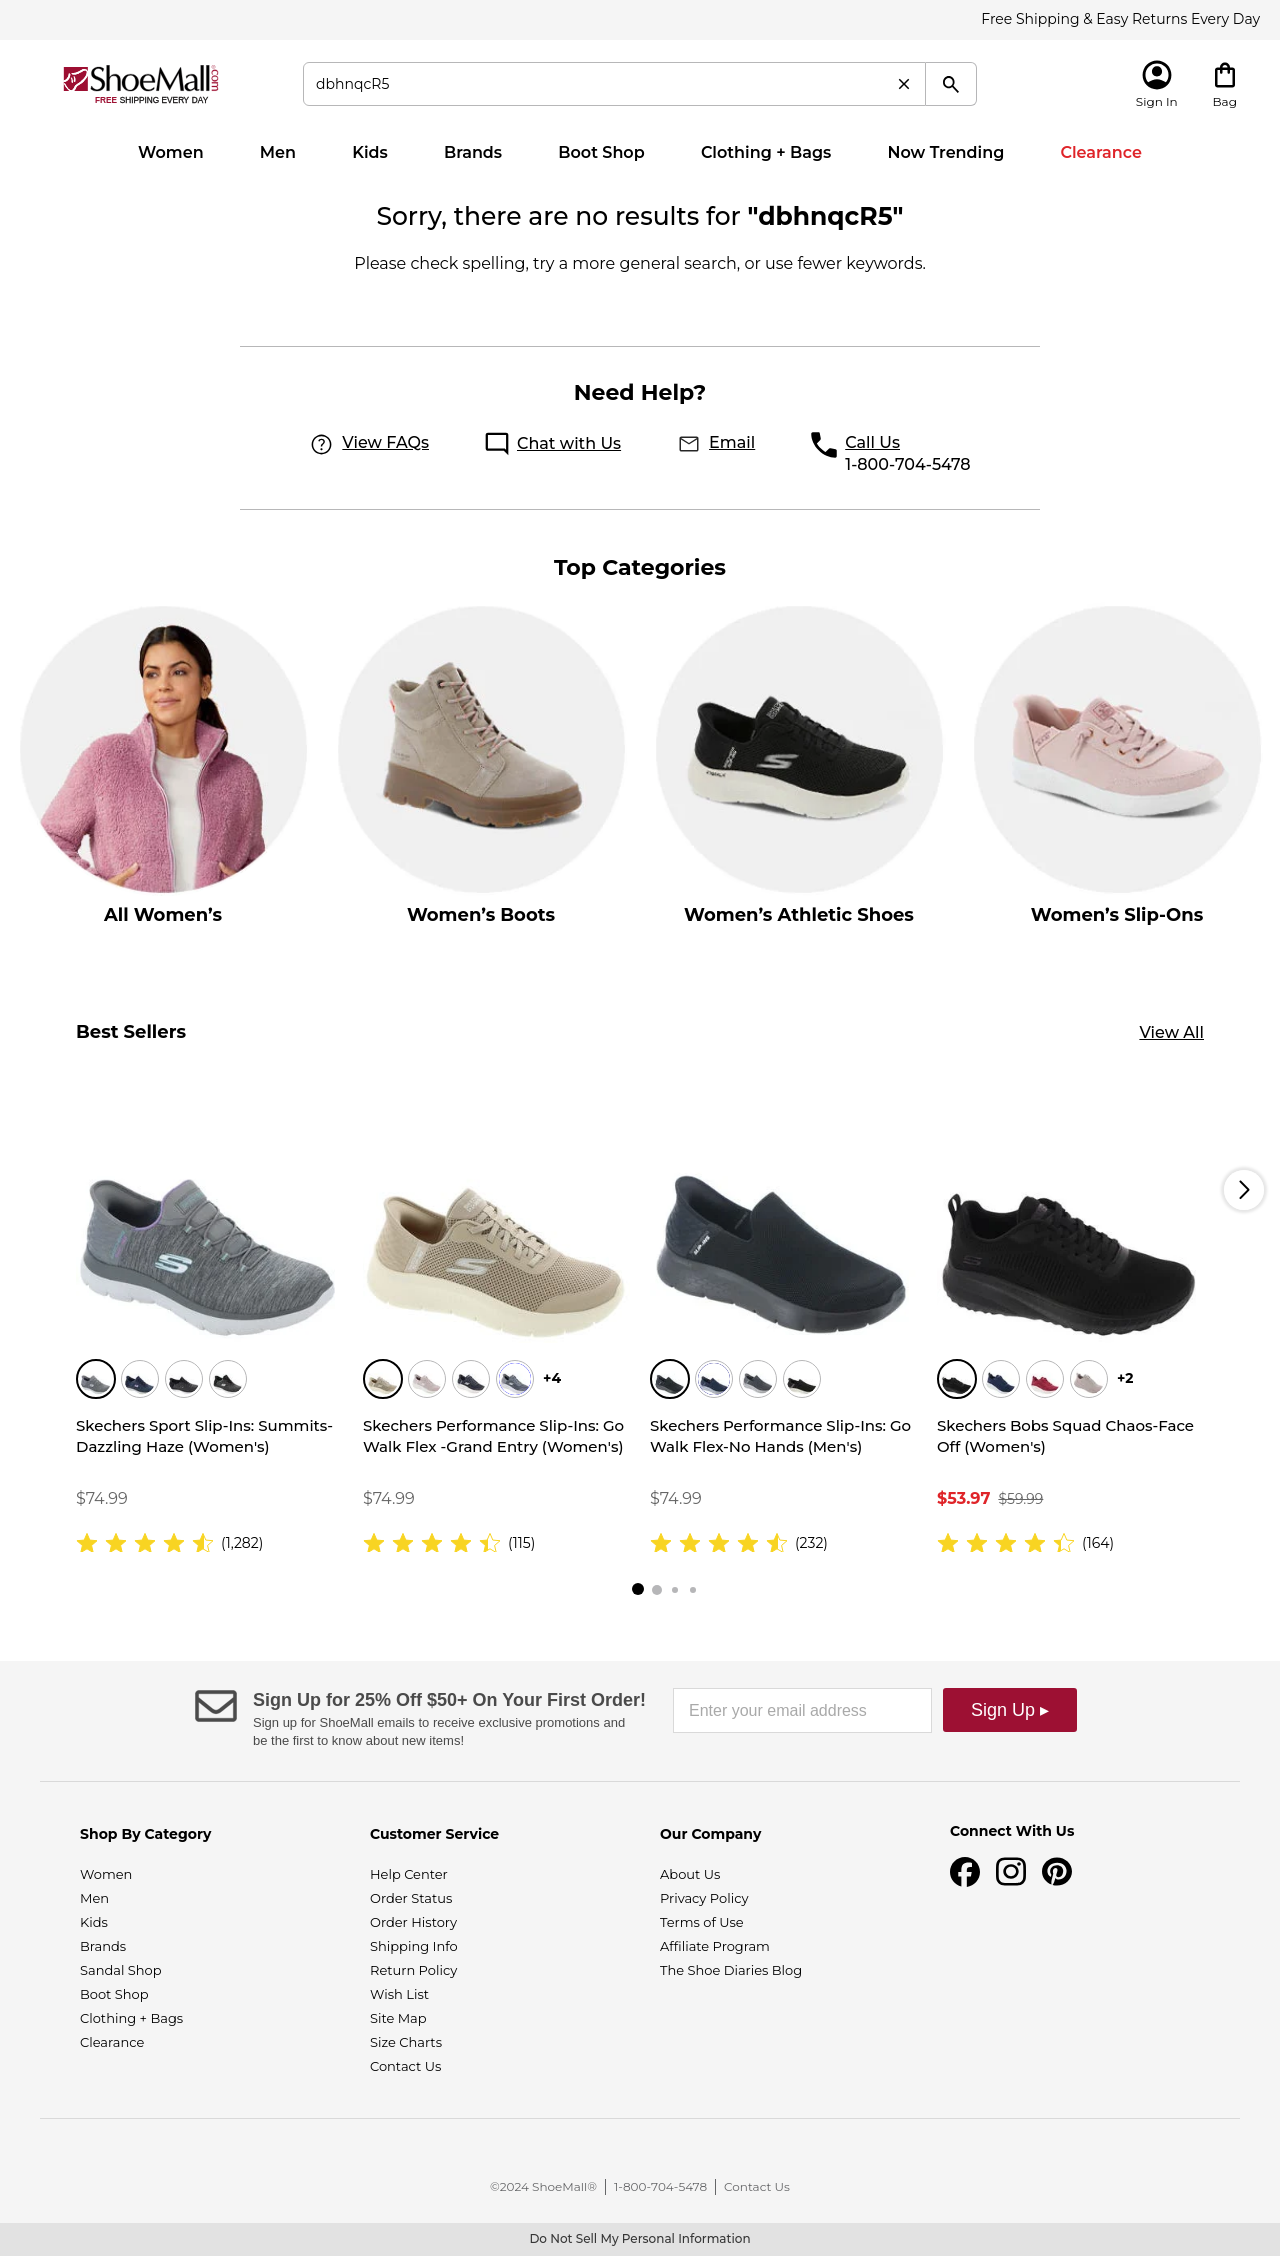 Free Shipping & Easy Returns Every Day
ShoeMall.com
FREE SHIPPING EVERY DAY
dbhnqcR5
Sign In
Bag
Women Men Kids Brands Boot Shop Clothing + Bags Now Trending Clearance
Sorry, there are no results for "dbhnqcR5"
Please check spelling, try a more general search, or use fewer keywords.
Need Help?
View FAQs
Chat with Us
Email
Call Us
1-800-704-5478
Top Categories
All Women’s
Women’s Boots
Women’s Athletic Shoes
Women’s Slip-Ons
Best Sellers
View All
Skechers Sport Slip-Ins: Summits-
Dazzling Haze (Women's)
$74.99
(1,282)
+4
Skechers Performance Slip-Ins: Go
Walk Flex -Grand Entry (Women's)
$74.99
(115)
Skechers Performance Slip-Ins: Go
Walk Flex-No Hands (Men's)
$74.99
(232)
+2
Skechers Bobs Squad Chaos-Face
Off (Women's)
$53.97 $59.99
(164)
Sign Up for 25% Off $50+ On Your First Order!
Sign up for ShoeMall emails to receive exclusive promotions and
be the first to know about new items!
Enter your email address
Sign Up ▸
Shop By Category
Women
Men
Kids
Brands
Sandal Shop
Boot Shop
Clothing + Bags
Clearance
Customer Service
Help Center
Order Status
Order History
Shipping Info
Return Policy
Wish List
Site Map
Size Charts
Contact Us
Our Company
About Us
Privacy Policy
Terms of Use
Affiliate Program
The Shoe Diaries Blog
Connect With Us
©2024 ShoeMall® | 1-800-704-5478 | Contact Us
Do Not Sell My Personal Information